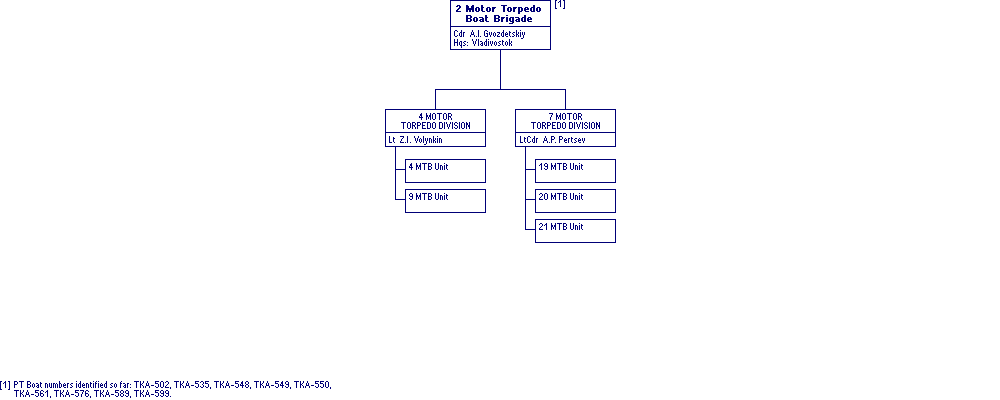 2 Motor Torpedo
Boat Brigade
[1]
Cdr A.I. Gvozdetskiy
Hqs: Vladivostok
4 MOTOR
TORPEDO DIVISION
Lt Z.I. Volynkin
4 MTB Unit
9 MTB Unit
7 MOTOR
TORPEDO DIVISION
LtCdr A.P. Pertsev
19 MTB Unit
20 MTB Unit
21 MTB Unit
[1] PT Boat numbers identified so far: TKA-502, TKA-535, TKA-548, TKA-549, TKA-550,
TKA-561, TKA-576, TKA-589, TKA-599.